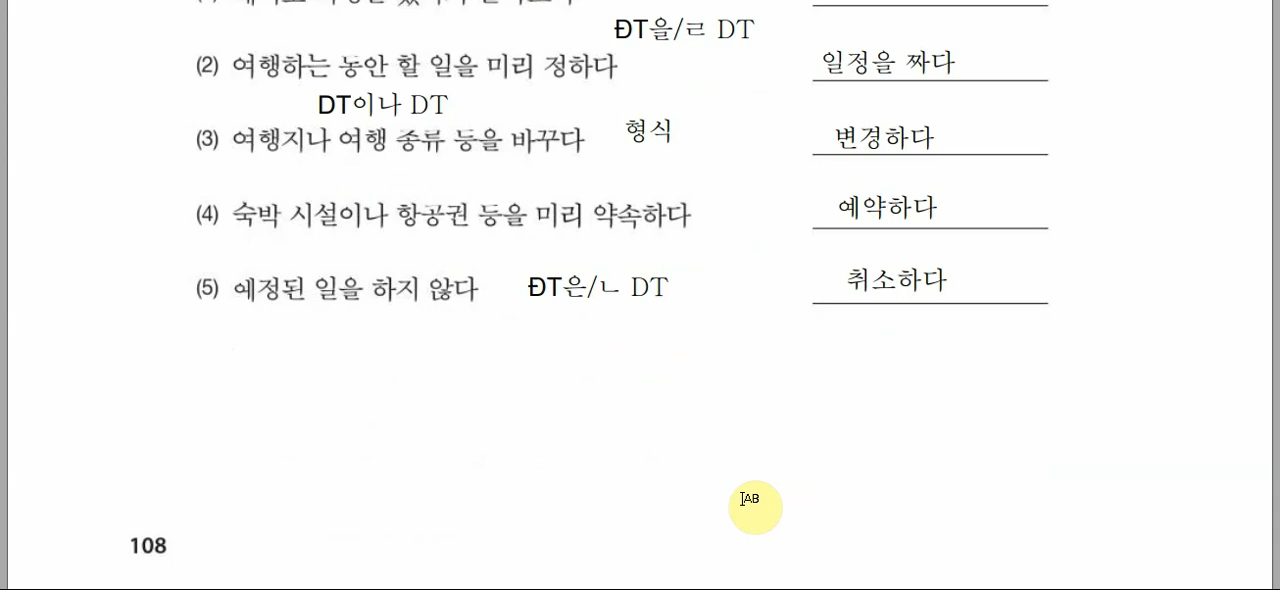 ĐT을/ㄹ DT
(2) 여행하는 동안 할 일을 미리 정하다 일정을 짜다
DT이나 DT
(3) 여행지나 여행 종류 등을 바꾸다 형식 변경하다
(4) 숙박 시설이나 항공권 등을 미리 약속하다 예약하다
(5) 예정된 일을 하지 않다 ĐT은/ㄴ DT 취소하다
AB
108